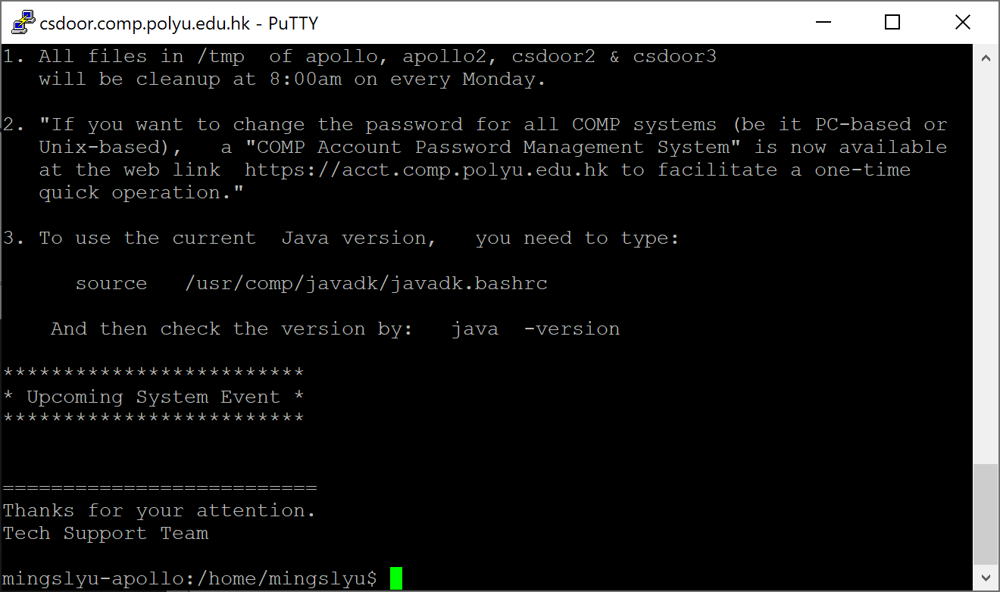 csdoor.comp.polyu.edu.hk - PuTTY
1. All files in /tmp  of apollo, apollo2, csdoor2 & csdoor3
   will be cleanup at 8:00am on every Monday.
2. "If you want to change the password for all COMP systems (be it PC-based or
   Unix-based),   a "COMP Account Password Management System" is now available
   at the web link  https://acct.comp.polyu.edu.hk to facilitate a one-time
   quick operation."
3. To use the current  Java version,   you need to type:
      source   /usr/comp/javadk/javadk.bashrc
    And then check the version by:   java  -version
*************************
* Upcoming System Event *
*************************
==========================
Thanks for your attention.
Tech Support Team
mingslyu-apollo:/home/mingslyu$